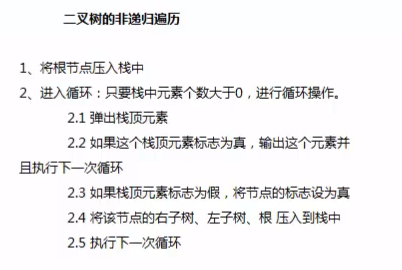 二叉树的非递归遍历
1、将根节点压入栈中
2、进入循环：只要栈中元素个数大于0，进行循环操作。
2.1 弹出栈顶元素
2.2 如果这个栈顶元素标志为真，输出这个元素并
且执行下一次循环
2.3 如果栈顶元素标志为假，将节点的标志设为真
2.4 将该节点的右子树、左子树、根 压入到栈中
2.5 执行下一次循环